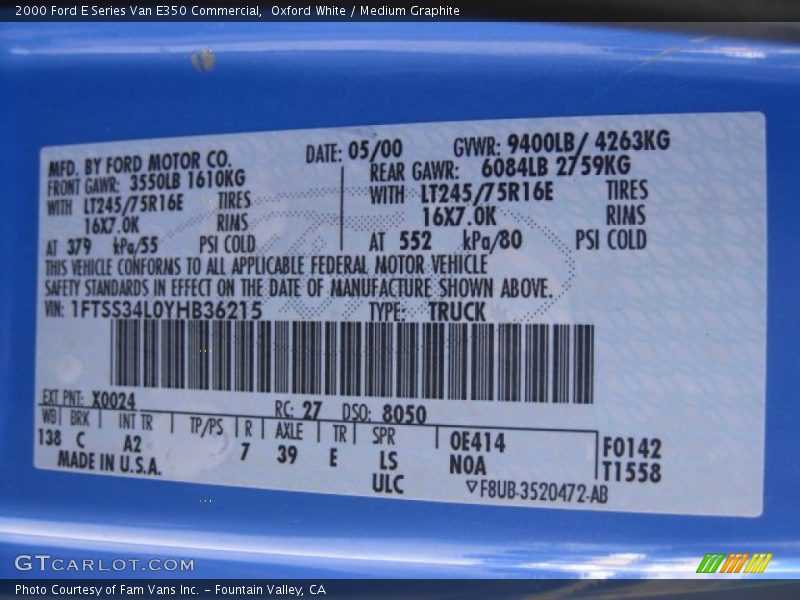 2000 Ford E Series Van E350 Commercial, Oxford White / Medium Graphite
MFD. BY FORD MOTOR CO. DATE: 05/00 GVWR: 9400LB/ 4263KG
FRONT GAWR: 3550LB 1610KG REAR GAWR: 6084LB 2759KG
WITH LT245/75R16E TIRES WITH LT245/75R16E TIRES
16X7.0K RIMS 16X7.0K RIMS
AT 379 kPa/55 PSI COLD AT 552 kPa/80 PSI COLD
THIS VEHICLE CONFORMS TO ALL APPLICABLE FEDERAL MOTOR VEHICLE
SAFETY STANDARDS IN EFFECT ON THE DATE OF MANUFACTURE SHOWN ABOVE.
VIN: 1FTSS34L0YHB36215 TYPE: TRUCK
EXT PNT: X0024 RC: 27 DSO: 8050
WB BRK INT TR TP/PS R AXLE TR SPR OE414 F0142
138 C A2 7 39 E LS NOA T1558
MADE IN U.S.A. ULC ▽F8UB-3520472-AB
GTCARLOT.COM
Photo Courtesy of Fam Vans Inc. – Fountain Valley, CA